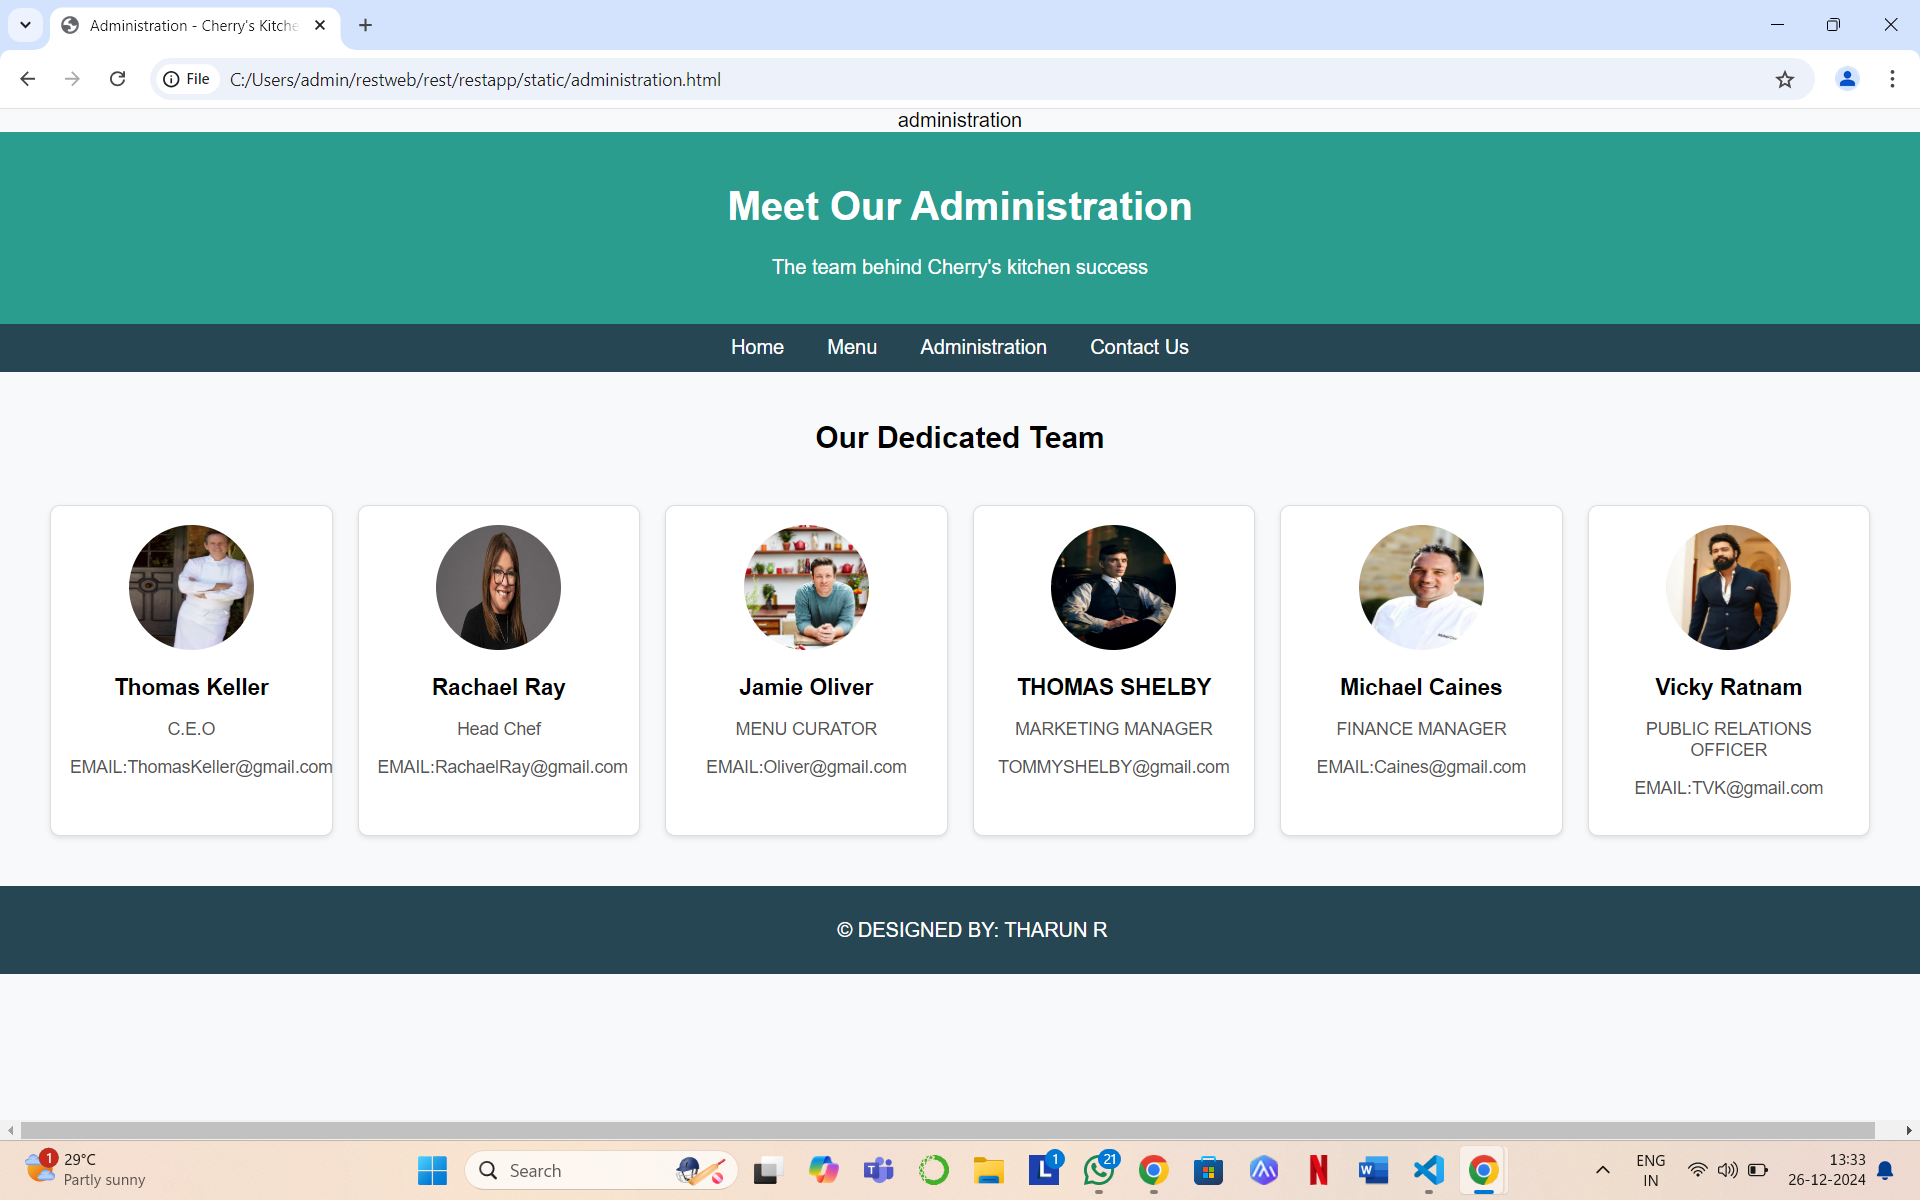 Administration - Cherry's Kitche
File
C:/Users/admin/restweb/rest/restapp/static/administration.html
administration
Meet Our Administration
The team behind Cherry's kitchen success
Home Menu Administration Contact Us
Our Dedicated Team
Thomas Keller
C.E.O
EMAIL:ThomasKeller@gmail.com
Rachael Ray
Head Chef
EMAIL:RachaelRay@gmail.com
Jamie Oliver
MENU CURATOR
EMAIL:Oliver@gmail.com
THOMAS SHELBY
MARKETING MANAGER
TOMMYSHELBY@gmail.com
Michael Caines
FINANCE MANAGER
EMAIL:Caines@gmail.com
Vicky Ratnam
PUBLIC RELATIONS
OFFICER
EMAIL:TVK@gmail.com
© DESIGNED BY: THARUN R
1
29°C
Partly sunny
Search
1
21
ENG
IN
13:33
26-12-2024